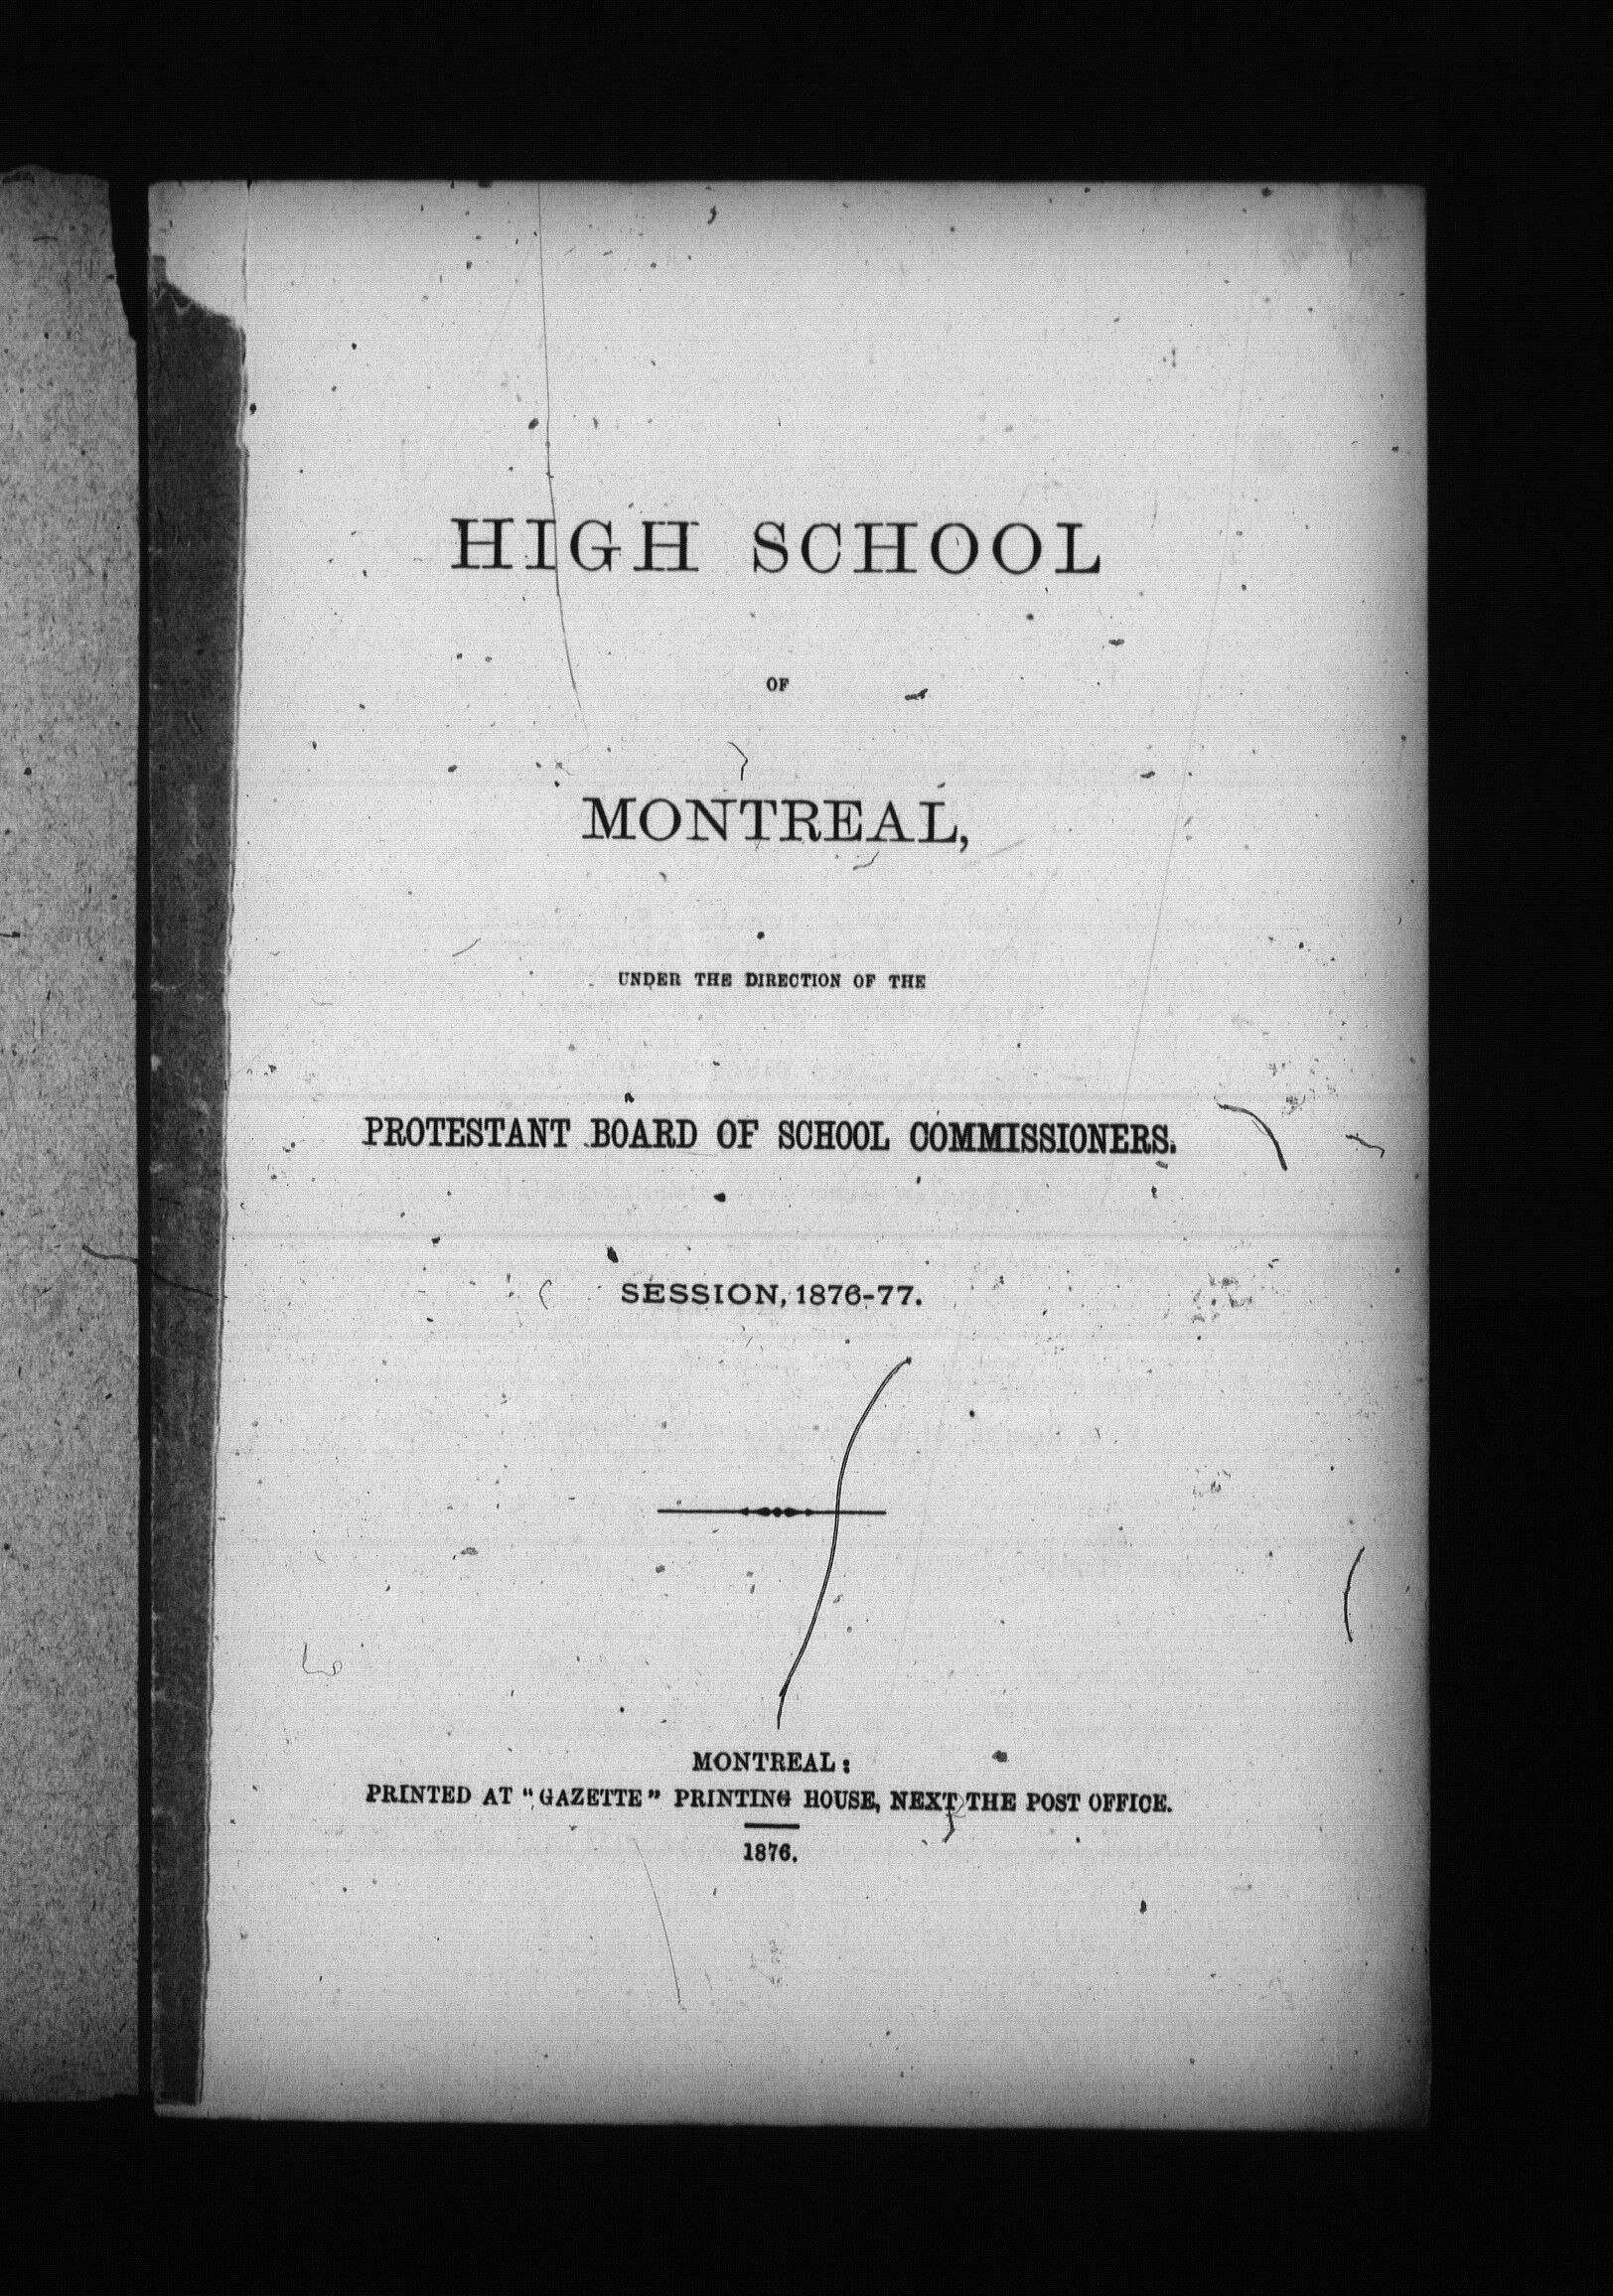 HIGH SCHOOL
OF
MONTREAL,
UNDER THE DIRECTION OF THE
PROTESTANT BOARD OF SCHOOL COMMISSIONERS.
SESSION, 1876-77.
MONTREAL:
PRINTED AT "GAZETTE" PRINTING HOUSE, NEXT THE POST OFFICE.
1876.